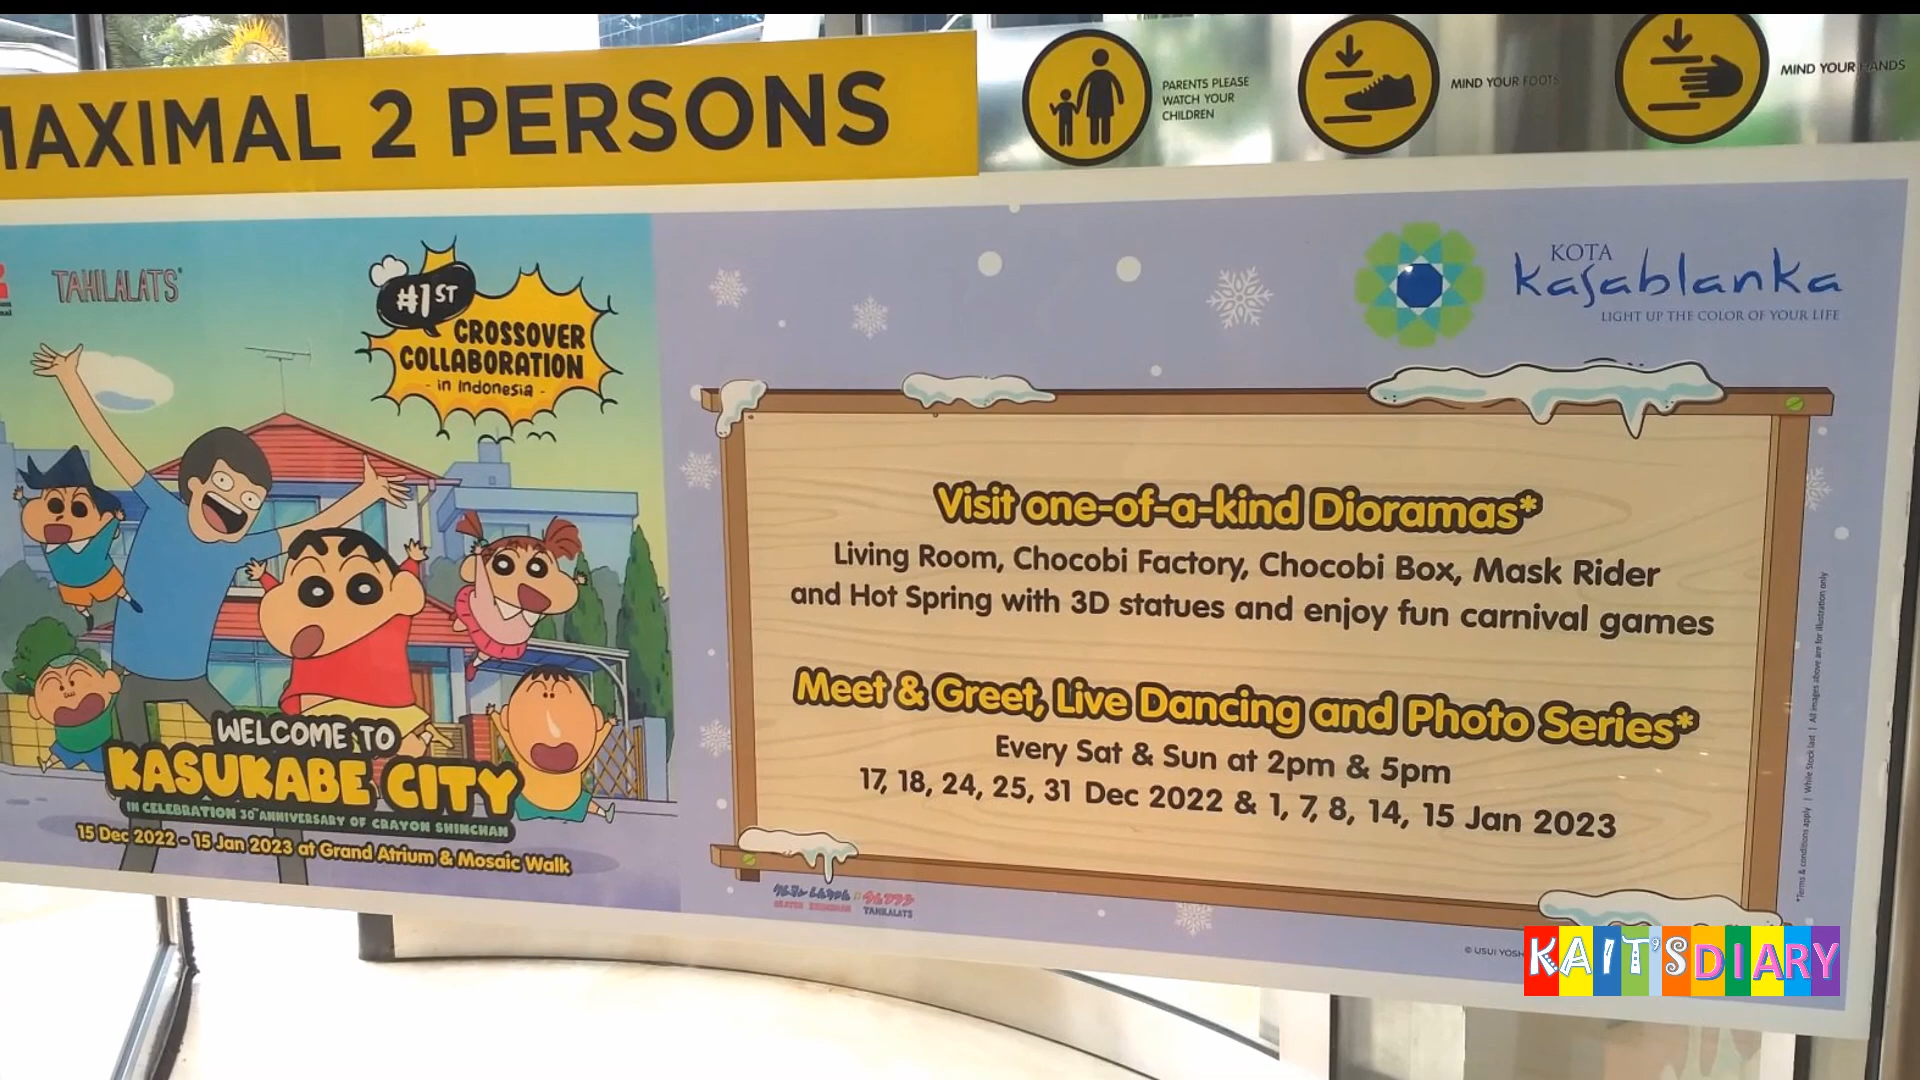 MAXIMAL 2 PERSONS
PARENTS PLEASE
WATCH YOUR
CHILDREN
MIND YOUR FOOTS
MIND YOUR HANDS
TAHILALATS
#1ST
CROSSOVER
COLLABORATION
- in Indonesia -
WELCOME TO
KASUKABE CITY
IN CELEBRATION 30TH ANNIVERSARY OF CRAYON SHINCHAN
15 Dec 2022 - 15 Jan 2023 at Grand Atrium & Mosaic Walk
KOTA
Kasablanka
LIGHT UP THE COLOR OF YOUR LIFE
Visit one-of-a-kind Dioramas*
Living Room, Chocobi Factory, Chocobi Box, Mask Rider
and Hot Spring with 3D statues and enjoy fun carnival games
Meet & Greet, Live Dancing and Photo Series*
Every Sat & Sun at 2pm & 5pm
17, 18, 24, 25, 31 Dec 2022 & 1, 7, 8, 14, 15 Jan 2023
*Terms & conditions apply | While Stock last | All images above are for illustration only
CRAYON SHINCHAN TAHILALATS
© USUI YOSH
KAIT'S DIARY